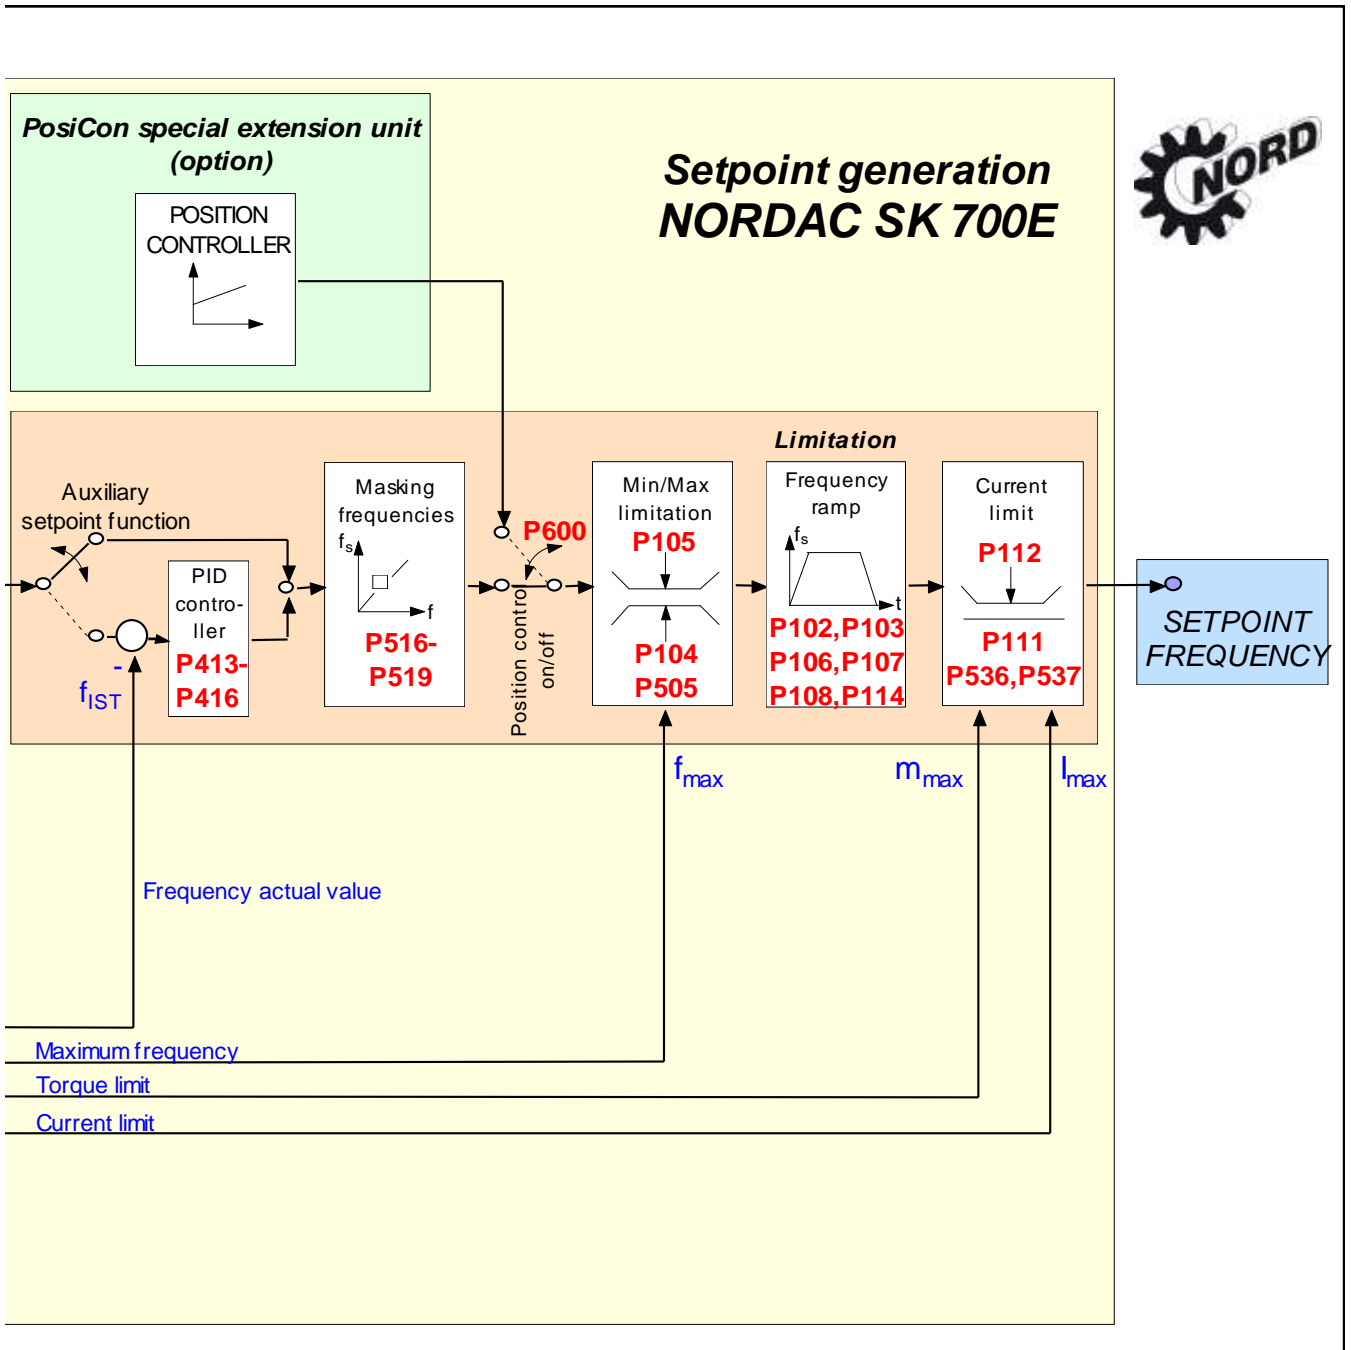 PosiCon special extension unit
(option)
POSITION
CONTROLLER
Setpoint generation
NORDAC SK 700E
NORD
Limitation
Auxiliary
setpoint function
PID
contro-
ller
P413-
P416
-
fIST
Masking
frequencies
fs
f
P516-
P519
P600
Position control
on/off
Min/Max
limitation
P105
P104
P505
Frequency
ramp
fs
t
P102,P103
P106,P107
P108,P114
Current
limit
P112
P111
P536,P537
SETPOINT
FREQUENCY
fmax
mmax
Imax
Frequency actual value
Maximum frequency
Torque limit
Current limit